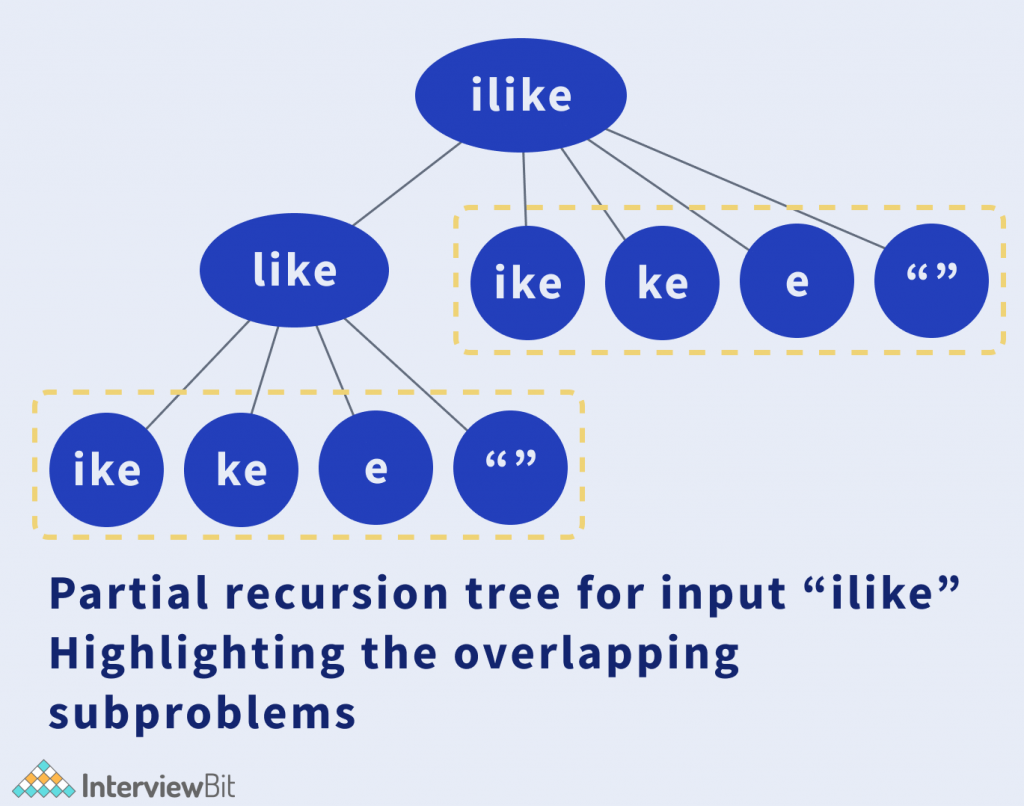 ilike
like
ike
ke
e
“”
ike
ke
e
“”
Partial recursion tree for input “ilike”
Highlighting the overlapping
subproblems
InterviewBit